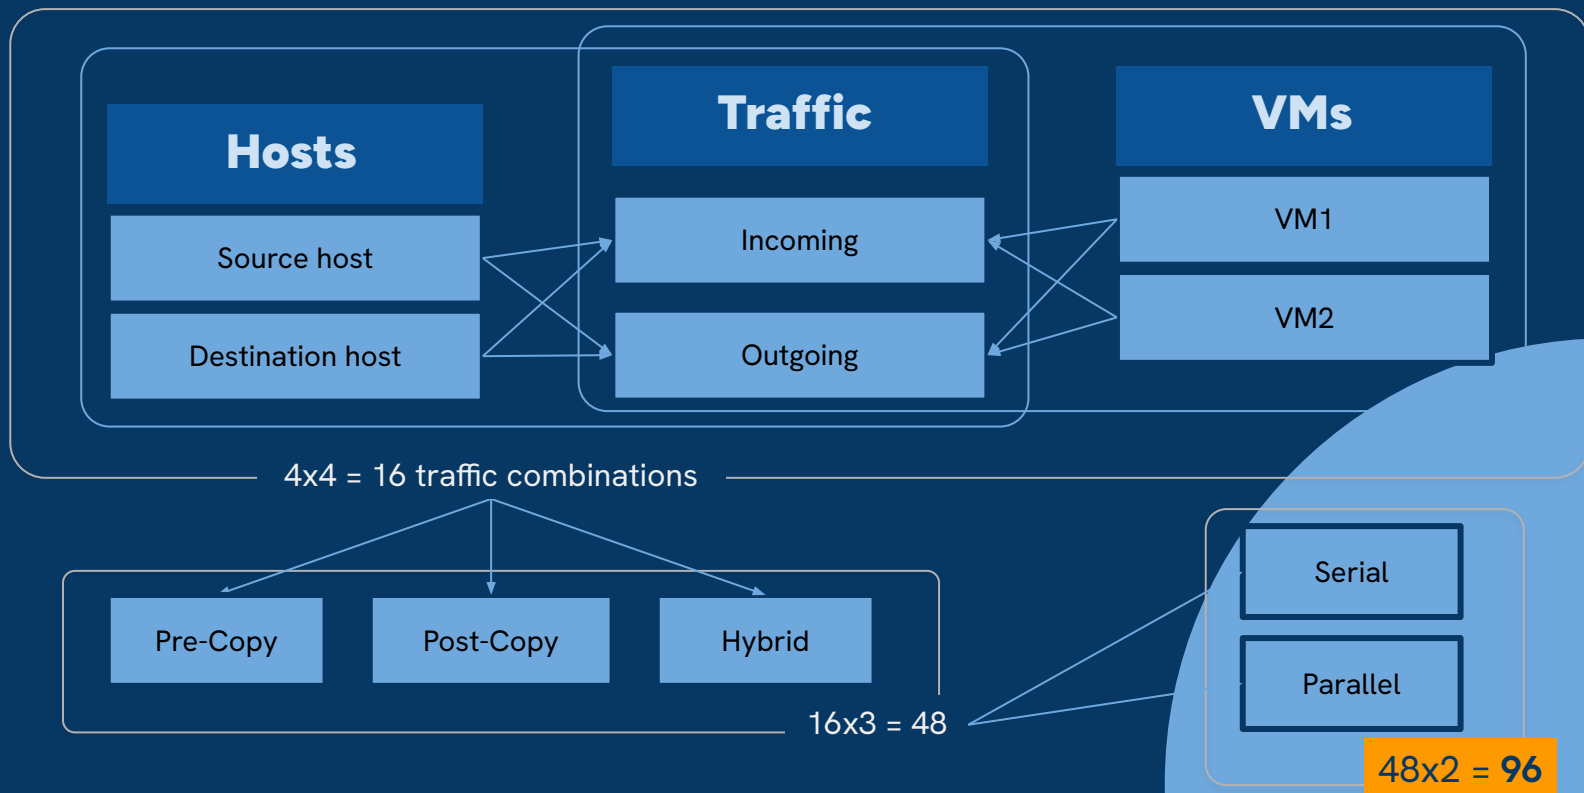 Hosts
Source host
Destination host
Traffic
Incoming
Outgoing
VMs
VM1
VM2
4x4 = 16 traffic combinations
Pre-Copy
Post-Copy
Hybrid
16x3 = 48
Serial
Parallel
48x2 = 96